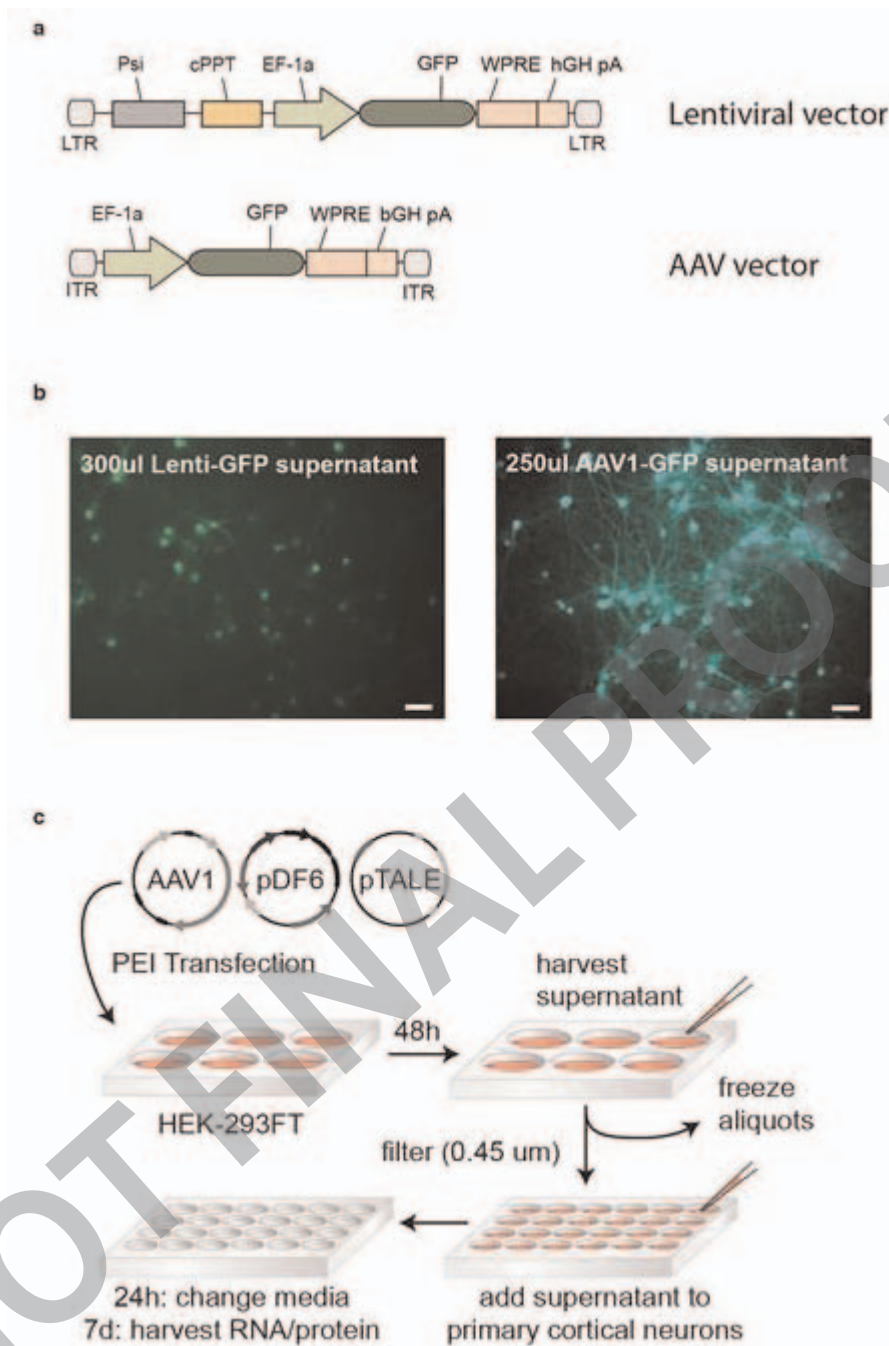 a
Psi cPPT EF-1a GFP WPRE hGH pA
LTR LTR
Lentiviral vector
EF-1a GFP WPRE bGH pA
ITR ITR
AAV vector
b
300ul Lenti-GFP supernatant
250ul AAV1-GFP supernatant
c
AAV1 pDF6 pTALE
PEI Transfection
harvest
supernatant
48h
HEK-293FT
freeze
aliquots
filter (0.45 um)
24h: change media
7d: harvest RNA/protein
add supernatant to
primary cortical neurons
NOT FINAL PROO